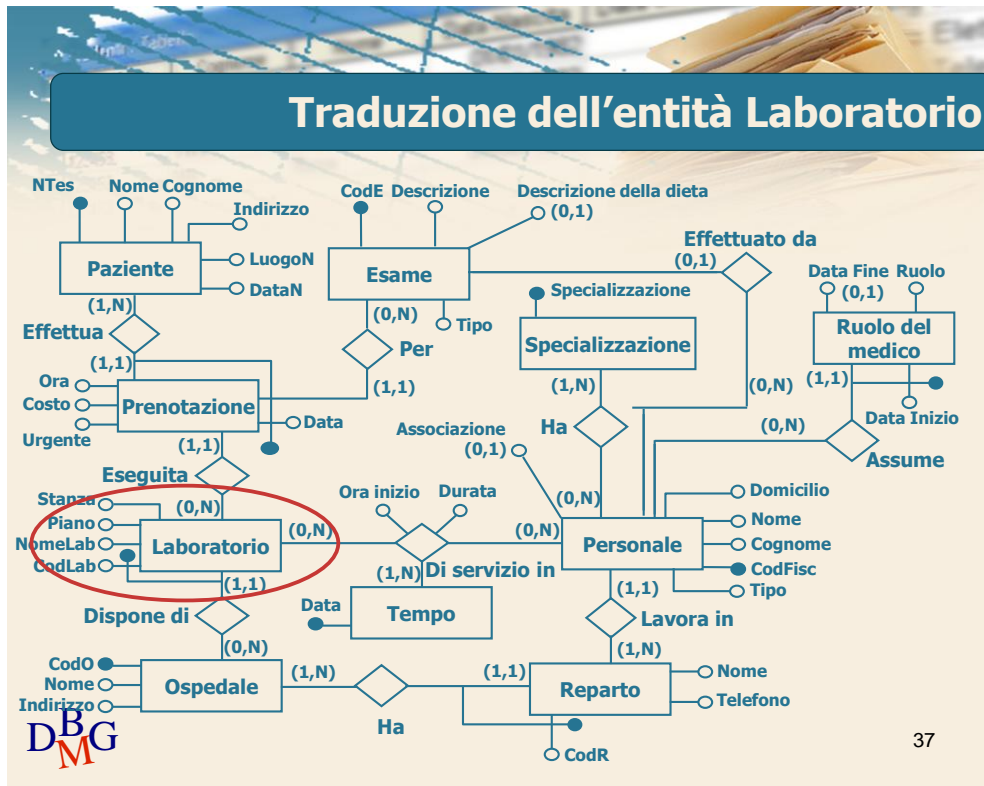 Traduzione dell'entità Laboratorio
NTes Nome Cognome CodE Descrizione Descrizione della dieta
Indirizzo (0,1)
Effettuato da
Paziente LuogoN Esame (0,1) Data Fine Ruolo
DataN Specializzazione (0,1)
(1,N) (0,N) Tipo Ruolo del
medico
Effettua Per Specializzazione
(1,1) (1,1) (1,N) (0,N) (1,1)
Ora
Costo Prenotazione Data Data Inizio
Urgente Associazione Ha (0,N)
(1,1) (0,1) Assume
Eseguita
Stanza (0,N) Ora inizio Durata (0,N) Domicilio
Piano Nome
NomeLab Laboratorio (0,N) (0,N) Personale Cognome
CodLab CodFisc
(1,1) (1,N) Di servizio in (1,1) Tipo
Dispone di Data Tempo Lavora in
(0,N) (1,N)
CodO Nome
Nome Ospedale (1,N) (1,1) Reparto
Indirizzo Telefono
Ha
CodR
DBMG
37